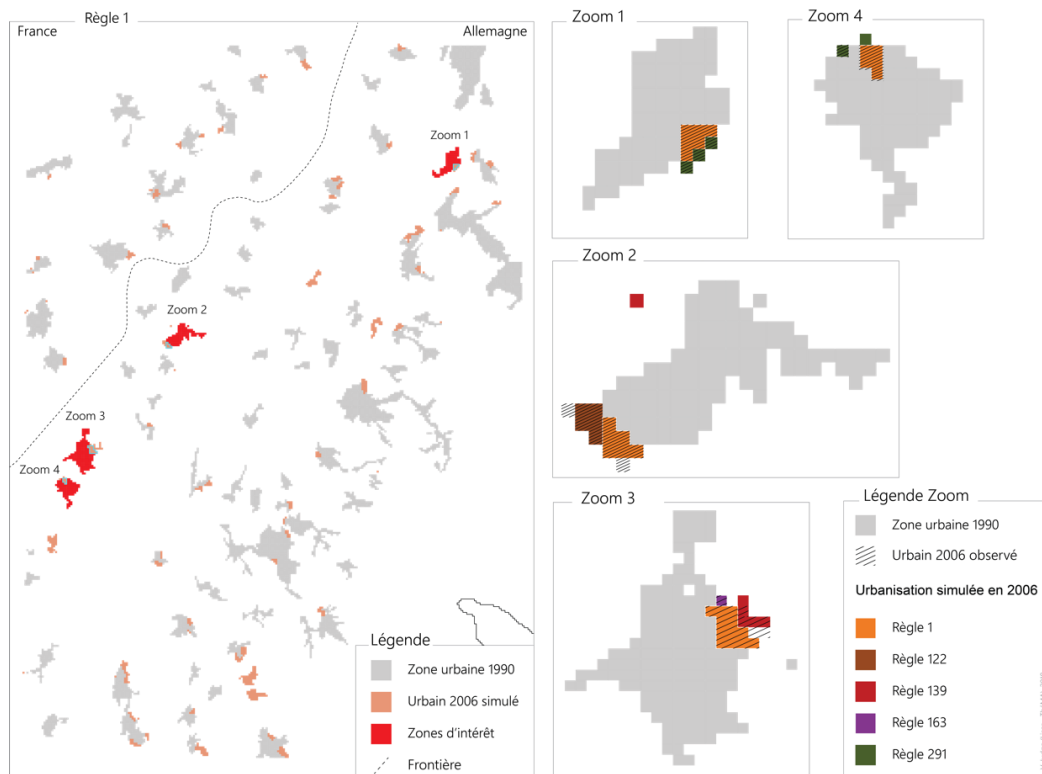 Règle 1
France
Allemagne
Zoom 1
Zoom 2
Zoom 3
Zoom 4
Légende
Zone urbaine 1990
Urbain 2006 simulé
Zones d'intérêt
Frontière
Zoom 1
Zoom 4
Zoom 2
Zoom 3
Légende Zoom
Zone urbaine 1990
Urbain 2006 observé
Urbanisation simulée en 2006
Règle 1
Règle 122
Règle 139
Règle 163
Règle 291